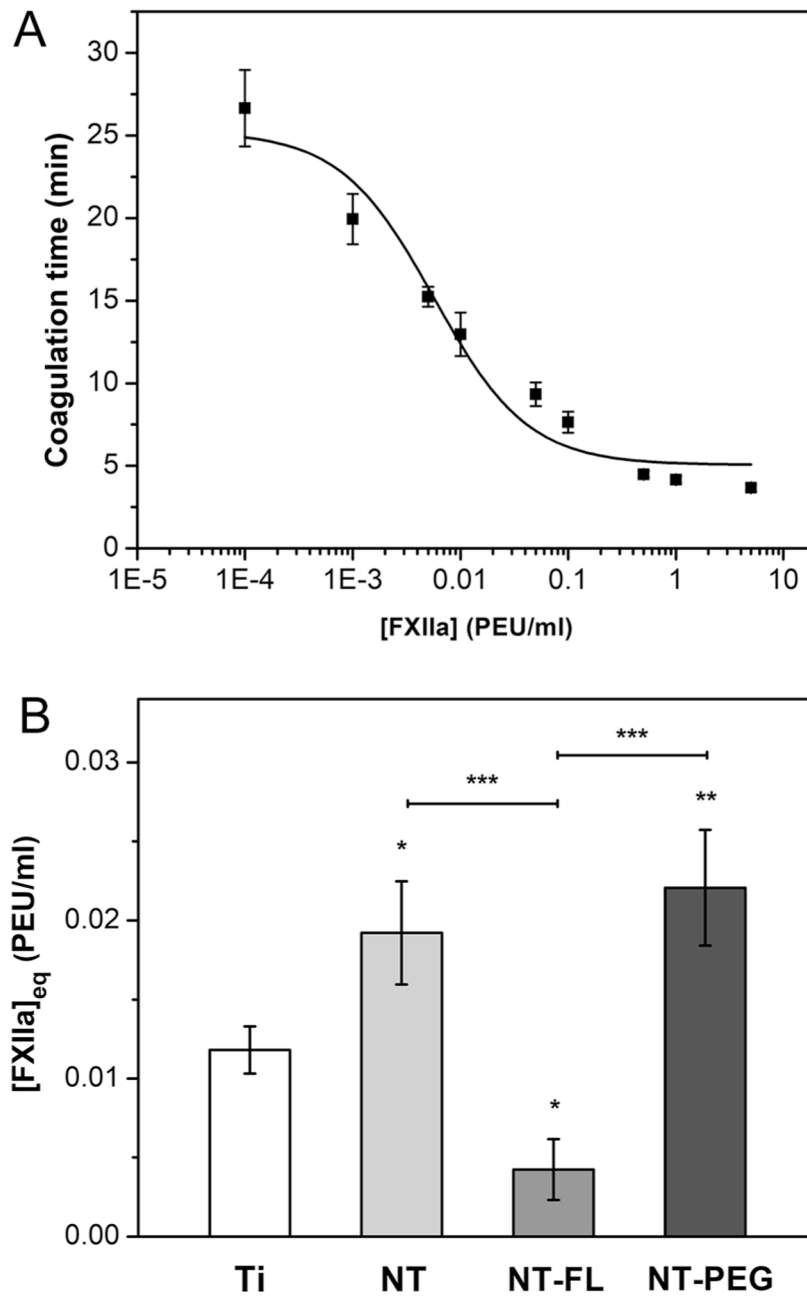 A
30
25
20
15
10
5
0
Coagulation time (min)
1E-5 1E-4 1E-3 0.01 0.1 1 10
[FXIIa] (PEU/ml)
B
0.03
0.02
0.01
0.00
[FXIIa]eq (PEU/ml)
***
***
*
*
**
Ti NT NT-FL NT-PEG